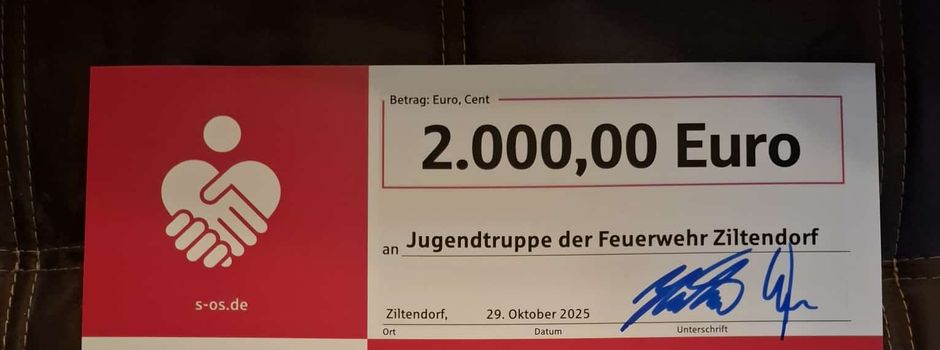 Betrag: Euro, Cent
2.000,00 Euro
an Jugendtruppe der Feuerwehr Ziltendorf
s-os.de
Ziltendorf, 29. Oktober 2025
Ort Datum Unterschrift